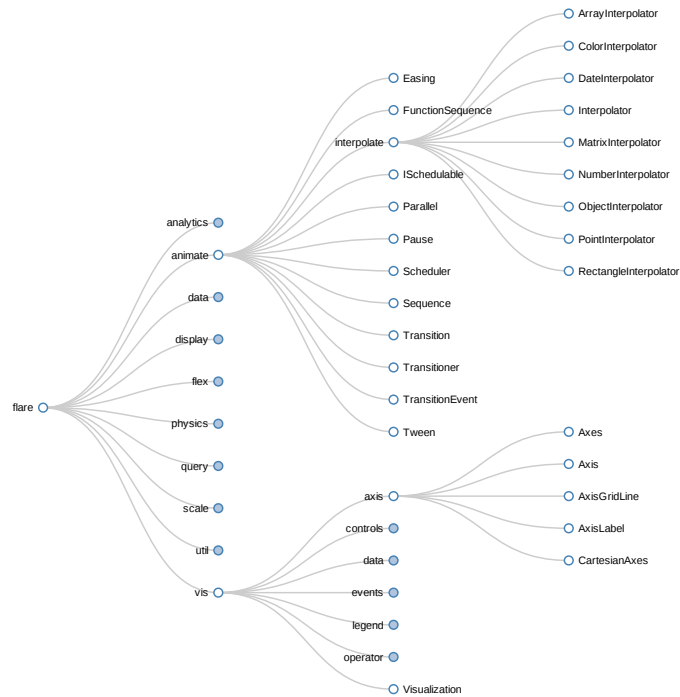 ArrayInterpolator
ColorInterpolator
Easing
DateInterpolator
FunctionSequence
Interpolator
interpolate
MatrixInterpolator
ISchedulable
NumberInterpolator
Parallel
ObjectInterpolator
analytics
Pause
PointInterpolator
animate
Scheduler
RectangleInterpolator
data
Sequence
display
Transition
Transitioner
flex
TransitionEvent
flare
physics
Tween
Axes
query
Axis
axis
AxisGridLine
scale
controls
AxisLabel
util
data
CartesianAxes
vis
events
legend
operator
Visualization